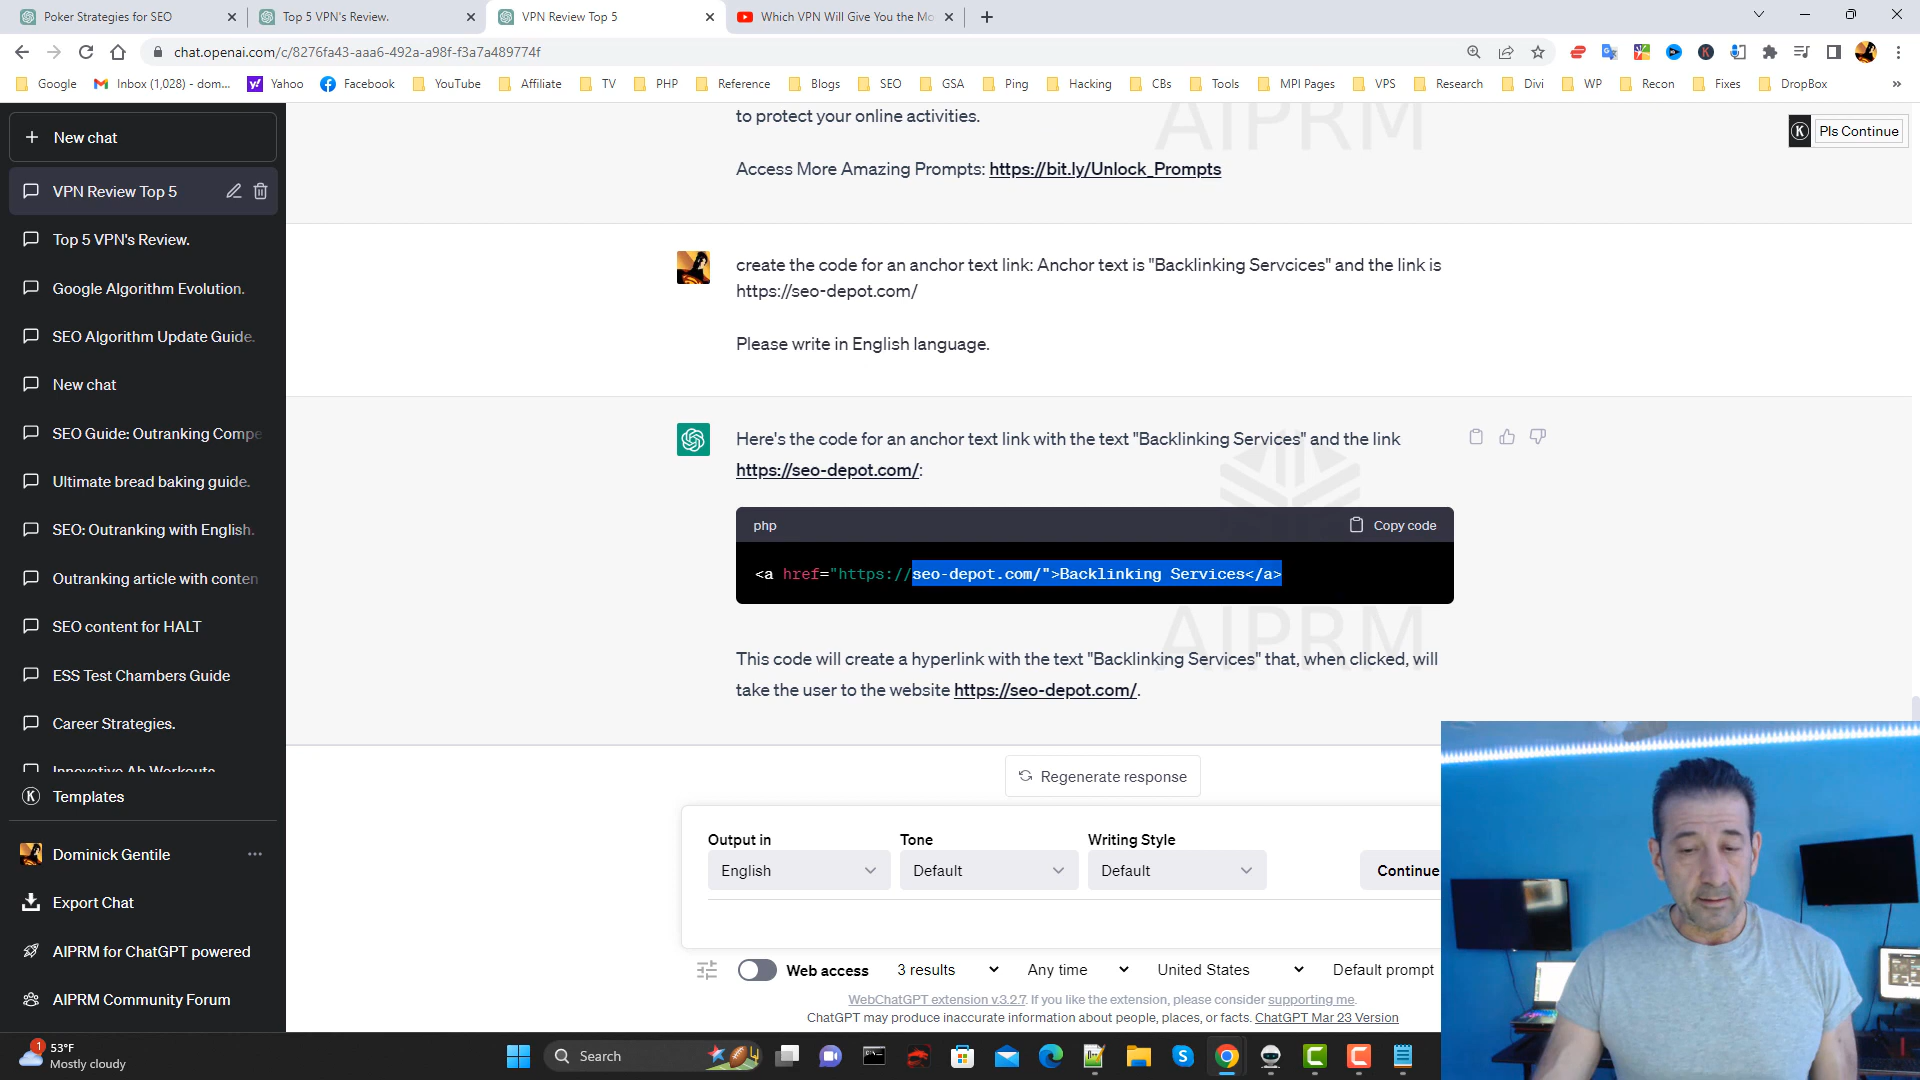 Poker Strategies for SEO
Top 5 VPN's Review.
VPN Review Top 5
Which VPN Will Give You the Mo
chat.openai.com/c/8276fa43-aaa6-492a-a98f-f3a7a489774f
Google
Inbox (1,028) - dom...
Yahoo
Facebook
YouTube
Affiliate
TV
PHP
Reference
Blogs
SEO
GSA
Ping
Hacking
CBs
Tools
MPI Pages
VPS
Research
Divi
WP
Recon
Fixes
DropBox
»
New chat
VPN Review Top 5
Top 5 VPN's Review.
Google Algorithm Evolution.
SEO Algorithm Update Guide.
New chat
SEO Guide: Outranking Compe
Ultimate bread baking guide.
SEO: Outranking with English.
Outranking article with conten
SEO content for HALT
ESS Test Chambers Guide
Career Strategies.
Innovative Ab Workouts
Templates
Dominick Gentile
Export Chat
AIPRM for ChatGPT powered
AIPRM Community Forum
AIPRM
K Pls Continue
to protect your online activities.
Access More Amazing Prompts: https://bit.ly/Unlock_Prompts
create the code for an anchor text link: Anchor text is "Backlinking Servcices" and the link is
https://seo-depot.com/
Please write in English language.
Here's the code for an anchor text link with the text "Backlinking Services" and the link
https://seo-depot.com/:
php
Copy code
<a href="https://seo-depot.com/">Backlinking Services</a>
AIPRM
This code will create a hyperlink with the text "Backlinking Services" that, when clicked, will
take the user to the website https://seo-depot.com/.
Regenerate response
Output in
Tone
Writing Style
English
Default
Default
Continue
Web access
3 results
Any time
United States
Default prompt
WebChatGPT extension v.3.2.7. If you like the extension, please consider supporting me.
ChatGPT may produce inaccurate information about people, places, or facts. ChatGPT Mar 23 Version
1
53°F
Mostly cloudy
Search